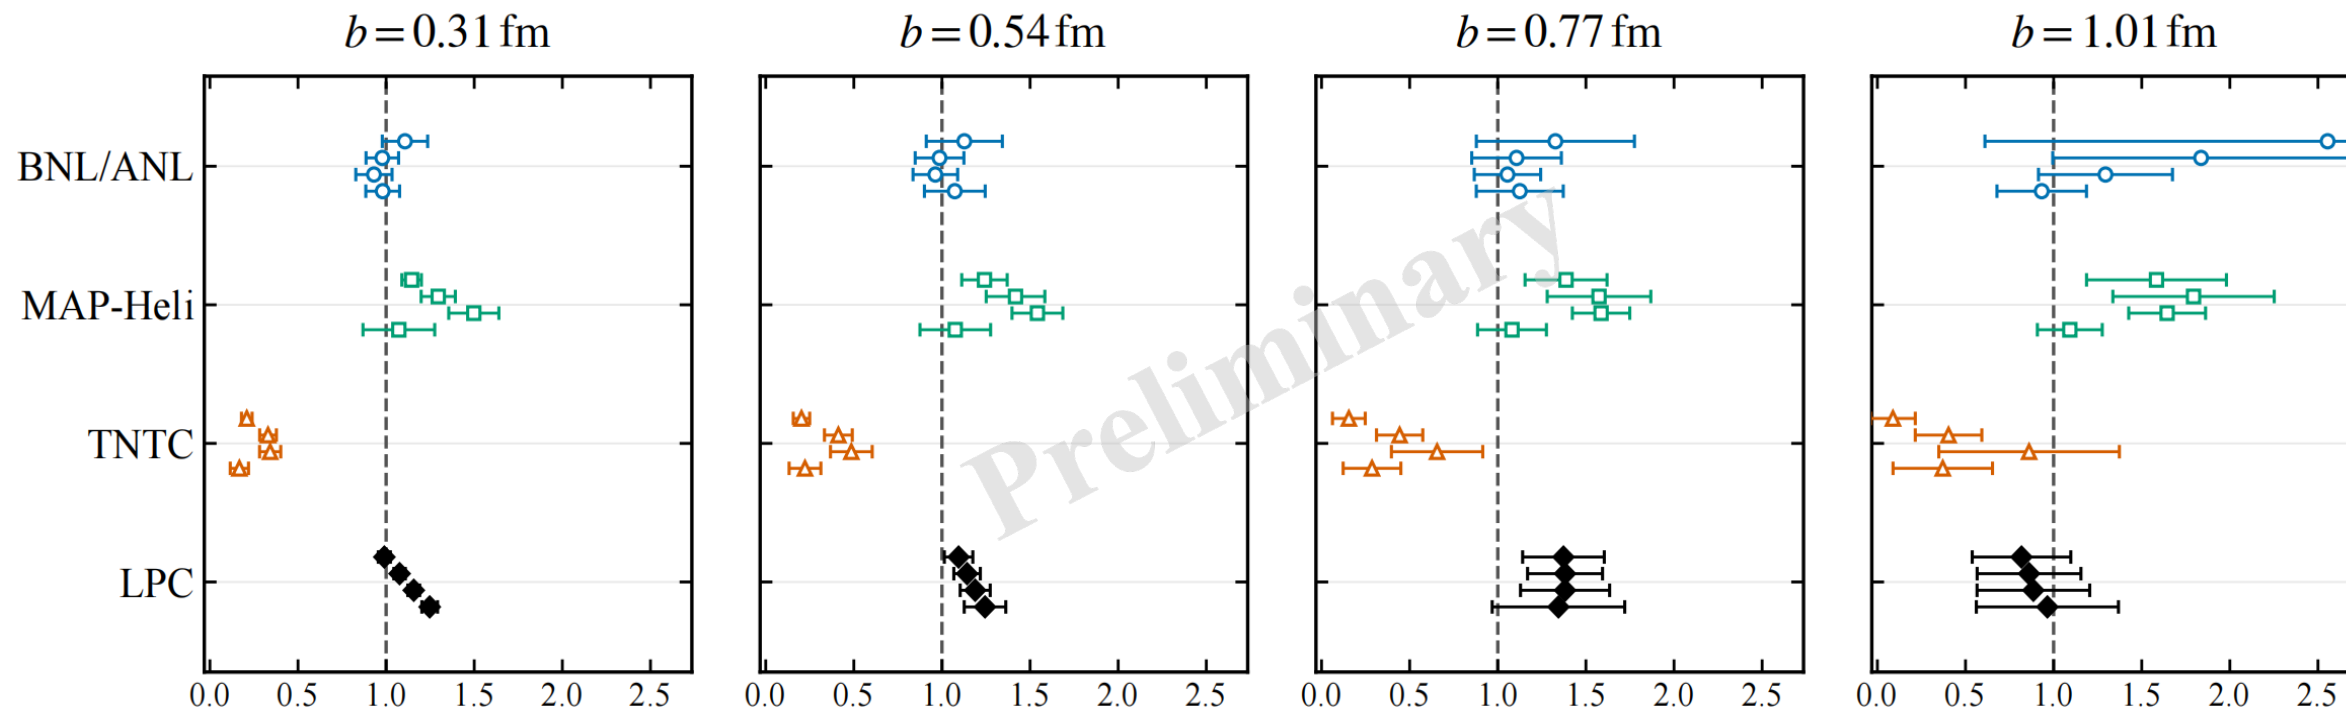 b = 0.31 fm
b = 0.54 fm
b = 0.77 fm
b = 1.01 fm
BNL/ANL
MAP-Heli
TNTC
LPC
Preliminary
0.0 0.5 1.0 1.5 2.0 2.5
0.0 0.5 1.0 1.5 2.0 2.5
0.0 0.5 1.0 1.5 2.0 2.5
0.0 0.5 1.0 1.5 2.0 2.5